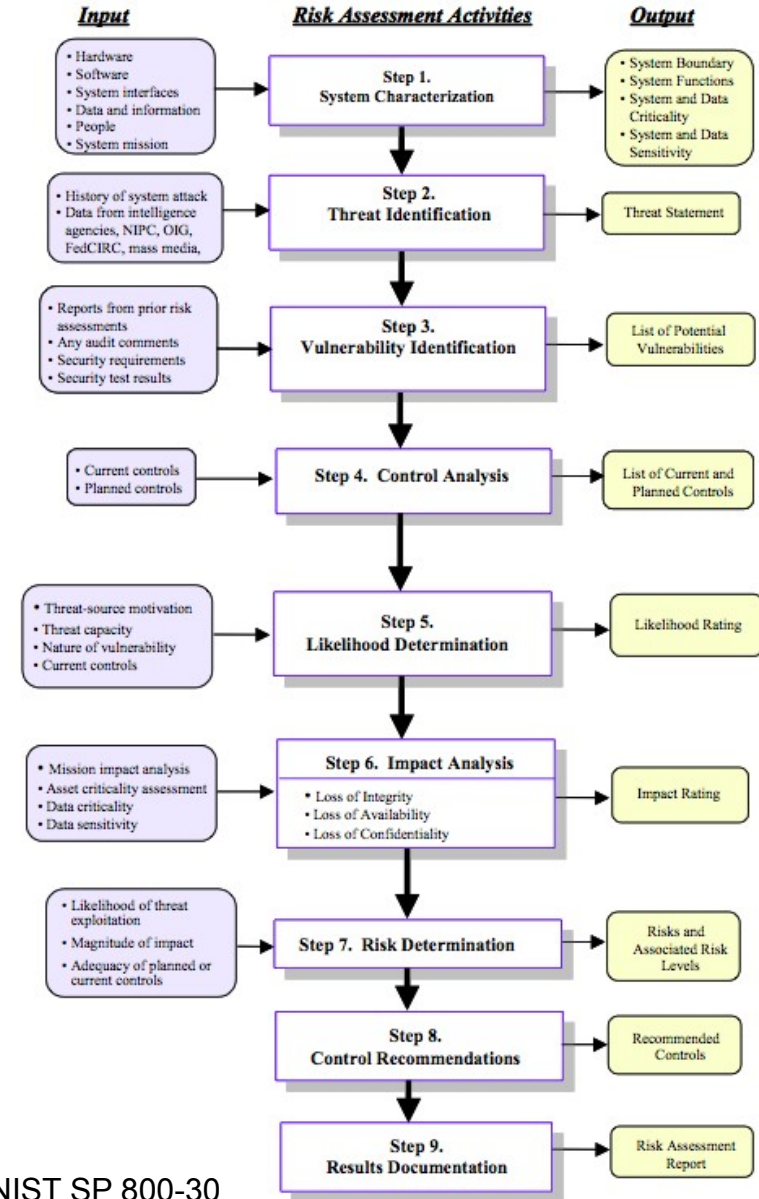 Input
Risk Assessment Activities
Output
• Hardware
• Software
• System interfaces
• Data and information
• People
• System mission
Step 1.
System Characterization
• System Boundary
• System Functions
• System and Data
Criticality
• System and Data
Sensitivity
• History of system attack
• Data from intelligence
agencies, NIPC, OIG,
FedCIRC, mass media,
Step 2.
Threat Identification
Threat Statement
• Reports from prior risk
assessments
• Any audit comments
• Security requirements
• Security test results
Step 3.
Vulnerability Identification
List of Potential
Vulnerabilities
• Current controls
• Planned controls
Step 4. Control Analysis
List of Current and
Planned Controls
• Threat-source motivation
• Threat capacity
• Nature of vulnerability
• Current controls
Step 5.
Likelihood Determination
Likelihood Rating
• Mission impact analysis
• Asset criticality assessment
• Data criticality
• Data sensitivity
Step 6. Impact Analysis
• Loss of Integrity
• Loss of Availability
• Loss of Confidentiality
Impact Rating
• Likelihood of threat
exploitation
• Magnitude of impact
• Adequacy of planned or
current controls
Step 7. Risk Determination
Risks and
Associated Risk
Levels
Step 8.
Control Recommendations
Recommended
Controls
Step 9.
Results Documentation
Risk Assessment
Report
NIST SP 800-30